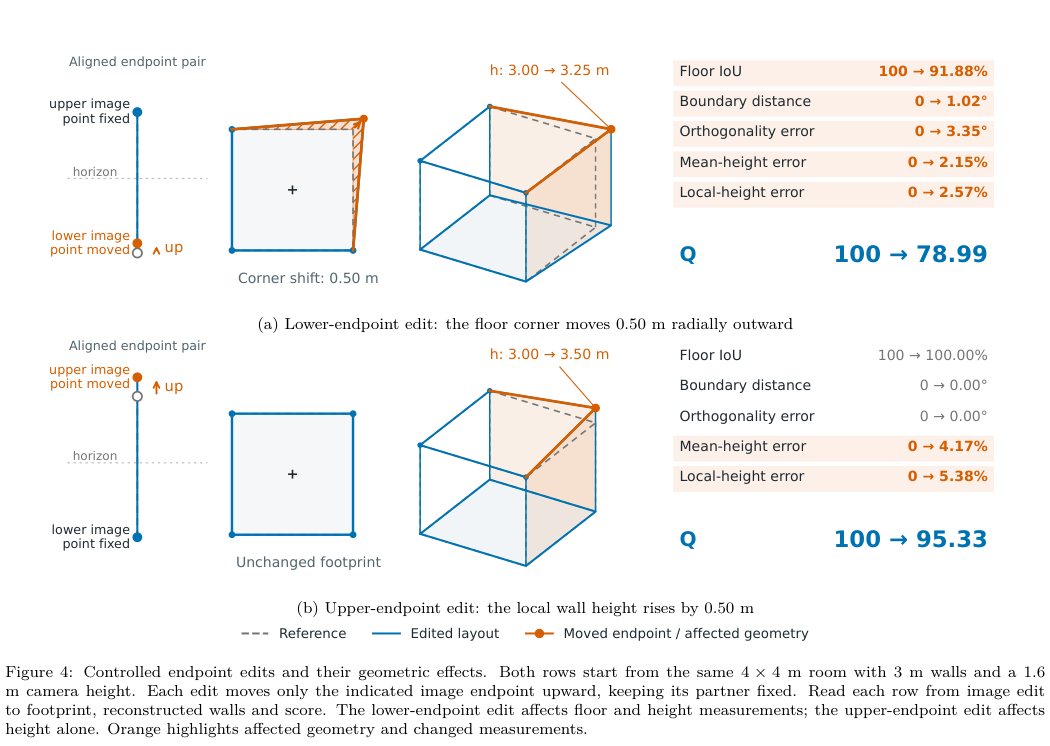 Aligned endpoint pair
upper image
point fixed
horizon
lower image
point moved
up
Corner shift: 0.50 m
h: 3.00 → 3.25 m
Floor IoU 100 → 91.88%
Boundary distance 0 → 1.02°
Orthogonality error 0 → 3.35°
Mean-height error 0 → 2.15%
Local-height error 0 → 2.57%
Q 100 → 78.99
(a) Lower-endpoint edit: the floor corner moves 0.50 m radially outward
Aligned endpoint pair
upper image
point moved
up
horizon
lower image
point fixed
Unchanged footprint
h: 3.00 → 3.50 m
Floor IoU 100 → 100.00%
Boundary distance 0 → 0.00°
Orthogonality error 0 → 0.00°
Mean-height error 0 → 4.17%
Local-height error 0 → 5.38%
Q 100 → 95.33
(b) Upper-endpoint edit: the local wall height rises by 0.50 m
Reference Edited layout Moved endpoint / affected geometry
Figure 4: Controlled endpoint edits and their geometric effects. Both rows start from the same 4 × 4 m room with 3 m walls and a 1.6
m camera height. Each edit moves only the indicated image endpoint upward, keeping its partner fixed. Read each row from image edit
to footprint, reconstructed walls and score. The lower-endpoint edit affects floor and height measurements; the upper-endpoint edit affects
height alone. Orange highlights affected geometry and changed measurements.